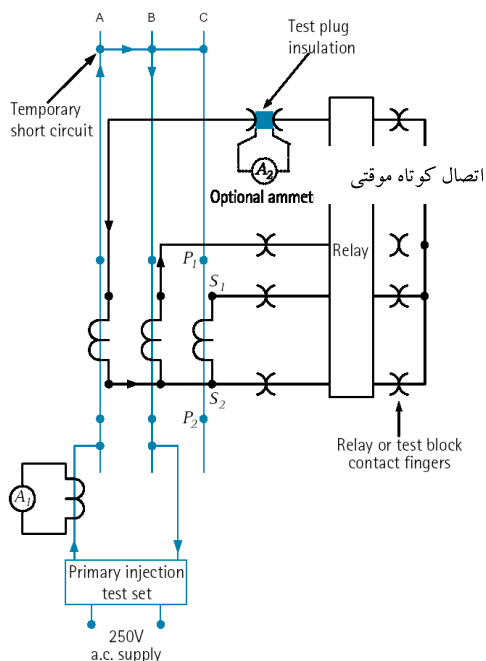 A B C
Test plug
insulation
Temporary
short circuit
A2
Optional ammet
اتصال کوتاه موقتی
Relay
P1
S1
S2
P2
Relay or test block
contact fingers
A1
Primary injection
test set
250V
a.c. supply